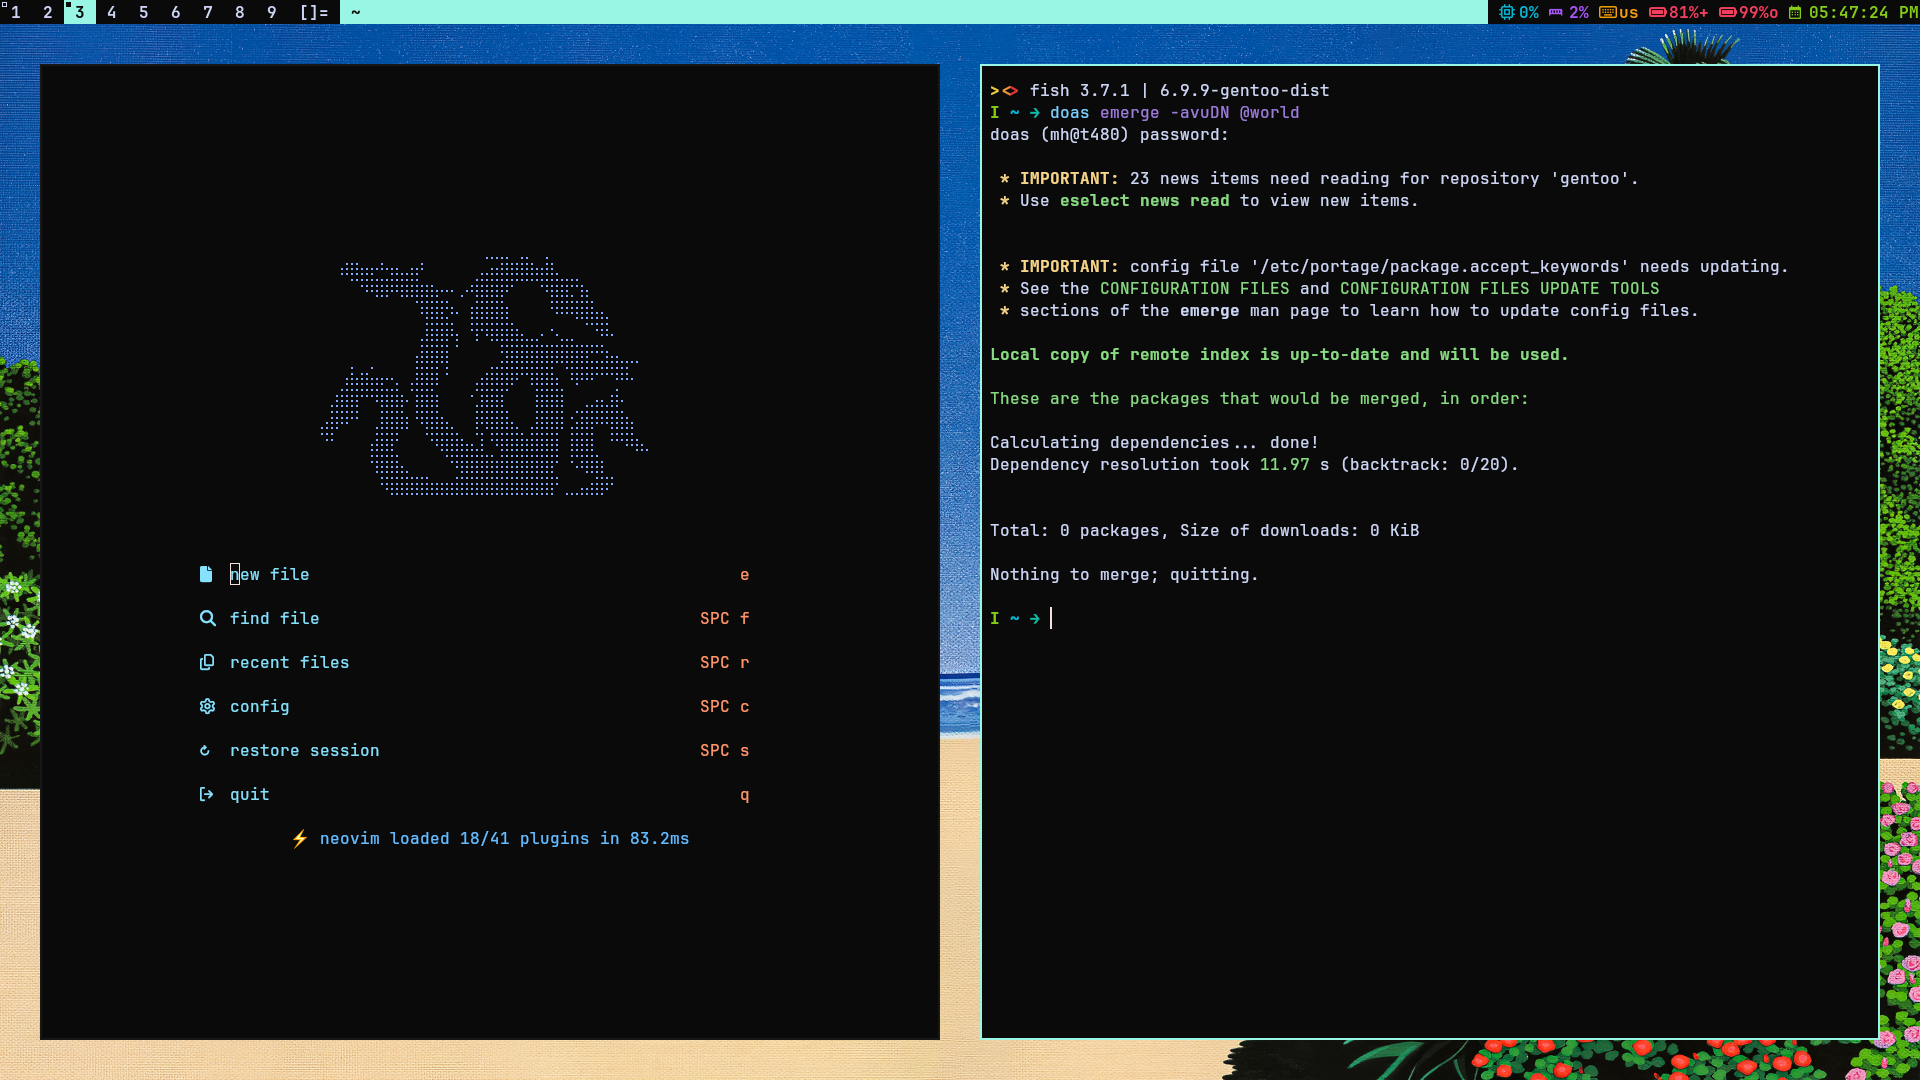 1 2 3 4 5 6 7 8 9 []= ~ 0% 2% us 81%+ 99%o 05:47:24 PM
new file e
find file SPC f
recent files SPC r
config SPC c
restore session SPC s
quit q
⚡ neovim loaded 18/41 plugins in 83.2ms
><> fish 3.7.1 | 6.9.9-gentoo-dist
I ~ → doas emerge -avuDN @world
doas (mh@t480) password:
* IMPORTANT: 23 news items need reading for repository 'gentoo'.
* Use eselect news read to view new items.
* IMPORTANT: config file '/etc/portage/package.accept_keywords' needs updating.
* See the CONFIGURATION FILES and CONFIGURATION FILES UPDATE TOOLS
* sections of the emerge man page to learn how to update config files.
Local copy of remote index is up-to-date and will be used.
These are the packages that would be merged, in order:
Calculating dependencies... done!
Dependency resolution took 11.97 s (backtrack: 0/20).
Total: 0 packages, Size of downloads: 0 KiB
Nothing to merge; quitting.
I ~ →